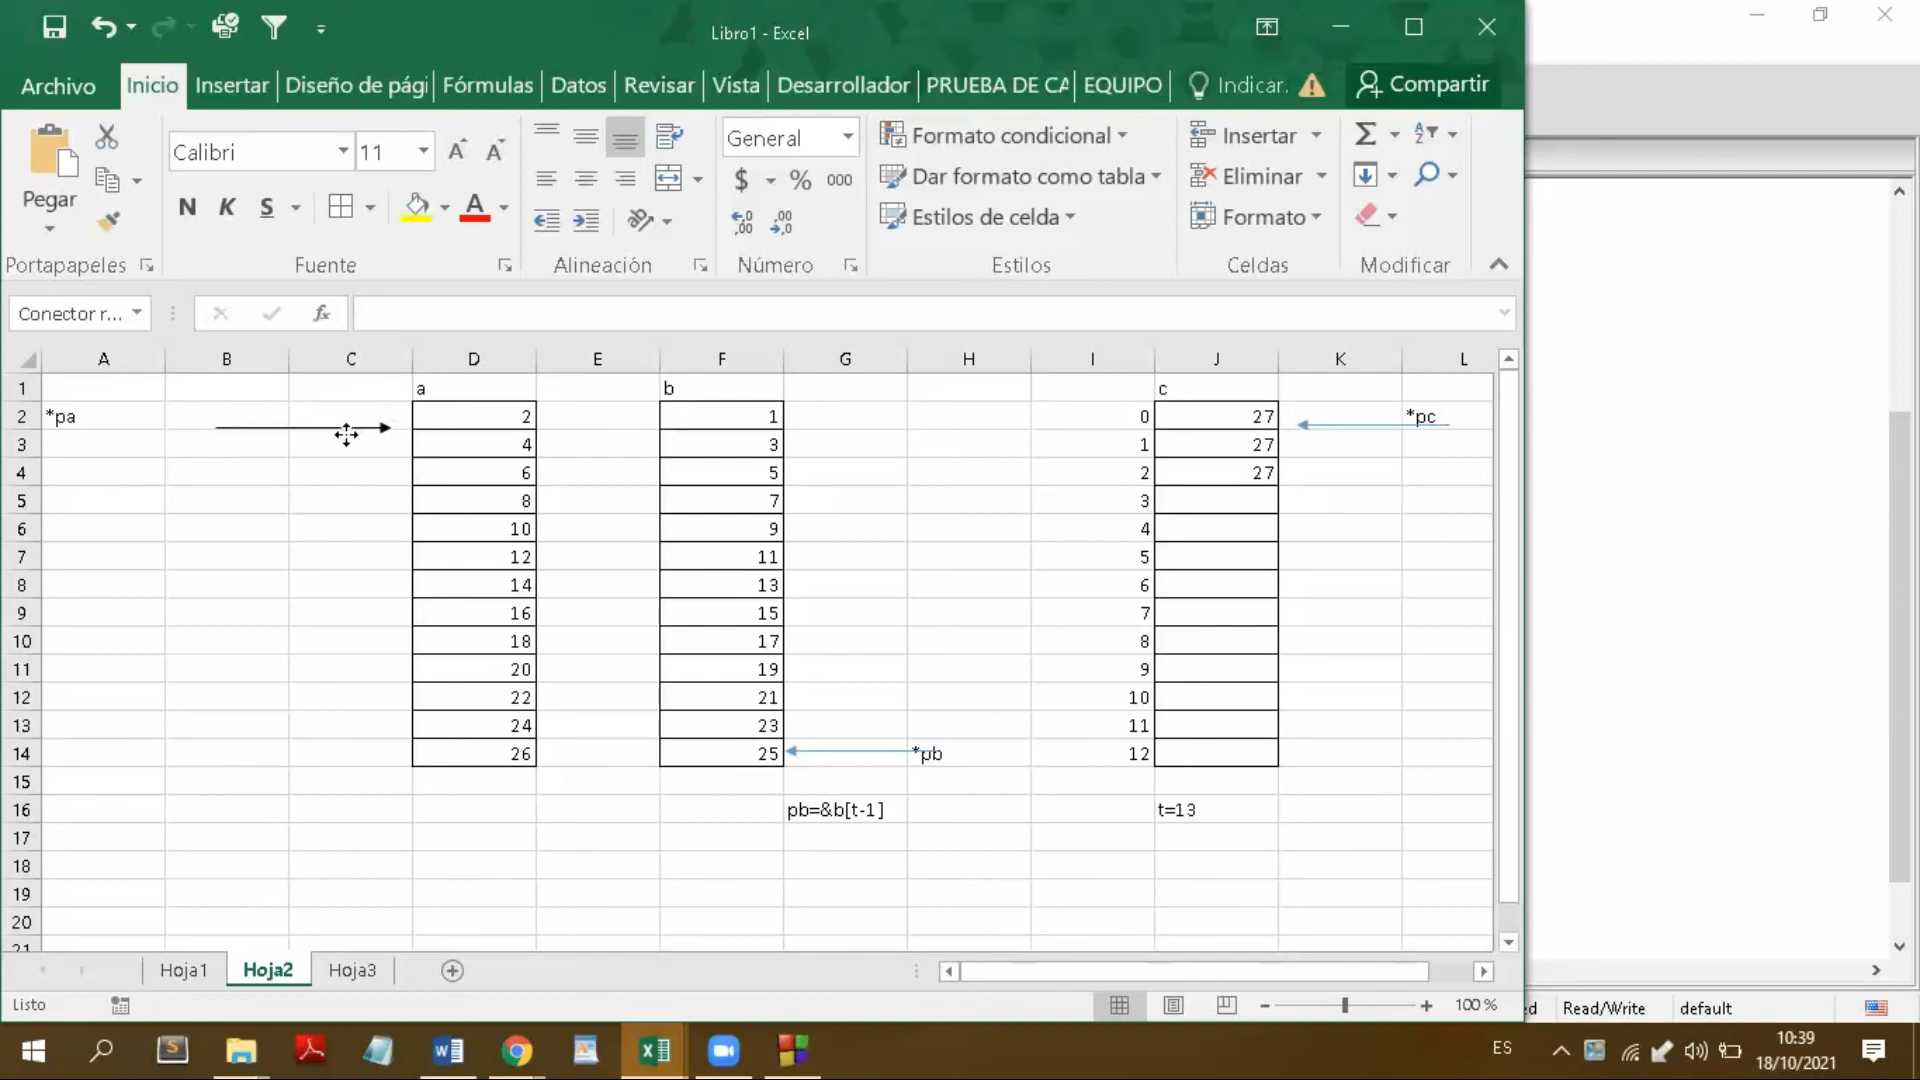 Libro1 - Excel
Archivo Inicio Insertar Diseño de pági Fórmulas Datos Revisar Vista Desarrollador PRUEBA DE CA EQUIPO Indicar. Compartir
Pegar Calibri 11 General Formato condicional Insertar
$ % 000 Dar formato como tabla Eliminar
N K S Estilos de celda Formato
Portapapeles Fuente Alineación Número Estilos Celdas Modificar
Conector r... fx
A B C D E F G H I J K L
1 a b c
2 *pa 2 1 0 27 *pc
3 4 3 1 27
4 6 5 2 27
5 8 7 3
6 10 9 4
7 12 11 5
8 14 13 6
9 16 15 7
10 18 17 8
11 20 19 9
12 22 21 10
13 24 23 11
14 26 25 *pb 12
15
16 pb=&b[t-1] t=13
17
18
19
20
21
Hoja1 Hoja2 Hoja3
Listo 100 % Read/Write default
ES 10:39
18/10/2021